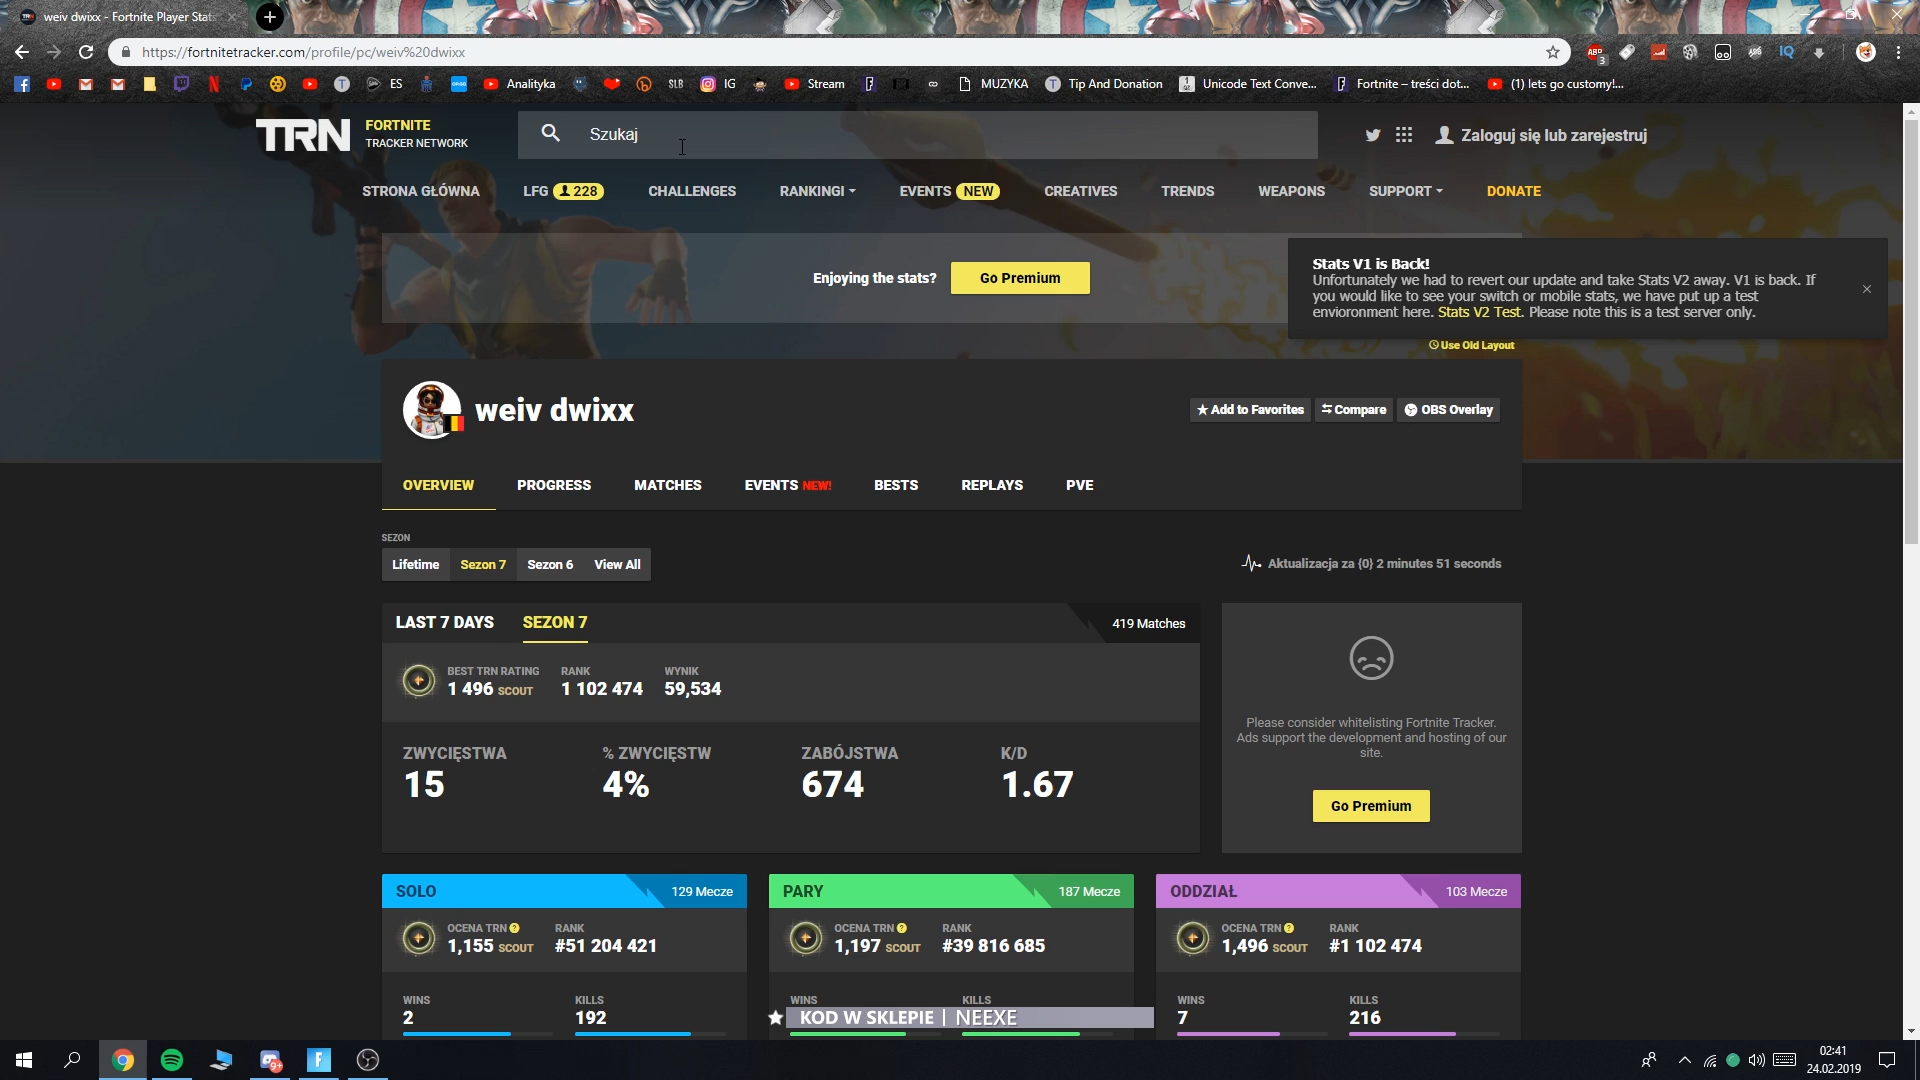 weiv dwixx - Fortnite Player Stats
https://fortnitetracker.com/profile/pc/weiv%20dwixx
ABP 3 IQ
ES Analityka SLB IG Stream MUZYKA Tip And Donation Unicode Text Conve... Fortnite – treści dot... (1) lets go customy!...
TRN FORTNITE
TRACKER NETWORK
Szukaj
Zaloguj się lub zarejestruj
STRONA GŁÓWNA LFG 228 CHALLENGES RANKINGI EVENTS NEW CREATIVES TRENDS WEAPONS SUPPORT DONATE
Enjoying the stats? Go Premium
Stats V1 is Back!
Unfortunately we had to revert our update and take Stats V2 away. V1 is back. If
you would like to see your switch or mobile stats, we have put up a test
envioronment here. Stats V2 Test. Please note this is a test server only.
Use Old Layout
weiv dwixx
Add to Favorites Compare OBS Overlay
OVERVIEW PROGRESS MATCHES EVENTS NEW! BESTS REPLAYS PVE
SEZON
Lifetime Sezon 7 Sezon 6 View All
Aktualizacja za {0} 2 minutes 51 seconds
LAST 7 DAYS SEZON 7 419 Matches
BEST TRN RATING RANK WYNIK
1 496 SCOUT 1 102 474 59,534
ZWYCIĘSTWA % ZWYCIĘSTW ZABÓJSTWA K/D
15 4% 674 1.67
Please consider whitelisting Fortnite Tracker.
Ads support the development and hosting of our
site.
Go Premium
SOLO 129 Mecze
OCENA TRN ? RANK
1,155 SCOUT #51 204 421
WINS KILLS
2 192
PARY 187 Mecze
OCENA TRN ? RANK
1,197 SCOUT #39 816 685
WINS KILLS
KOD W SKLEPIE | NEEXE
ODDZIAŁ 103 Mecze
OCENA TRN ? RANK
1,496 SCOUT #1 102 474
WINS KILLS
7 216
9+
02:41
24.02.2019